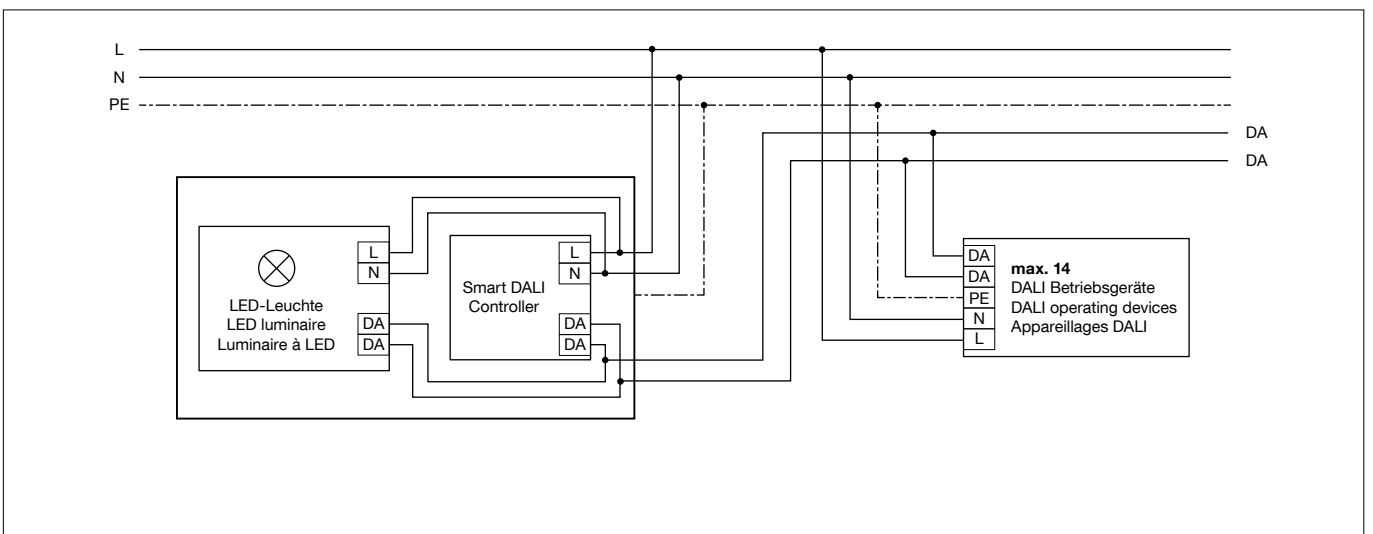 L
N
PE
DA
DA
L
N
DA
DA
LED-Leuchte
LED luminaire
Luminaire à LED
L
N
DA
DA
Smart DALI
Controller
DA
DA
PE
N
L
max. 14
DALI Betriebsgeräte
DALI operating devices
Appareillages DALI